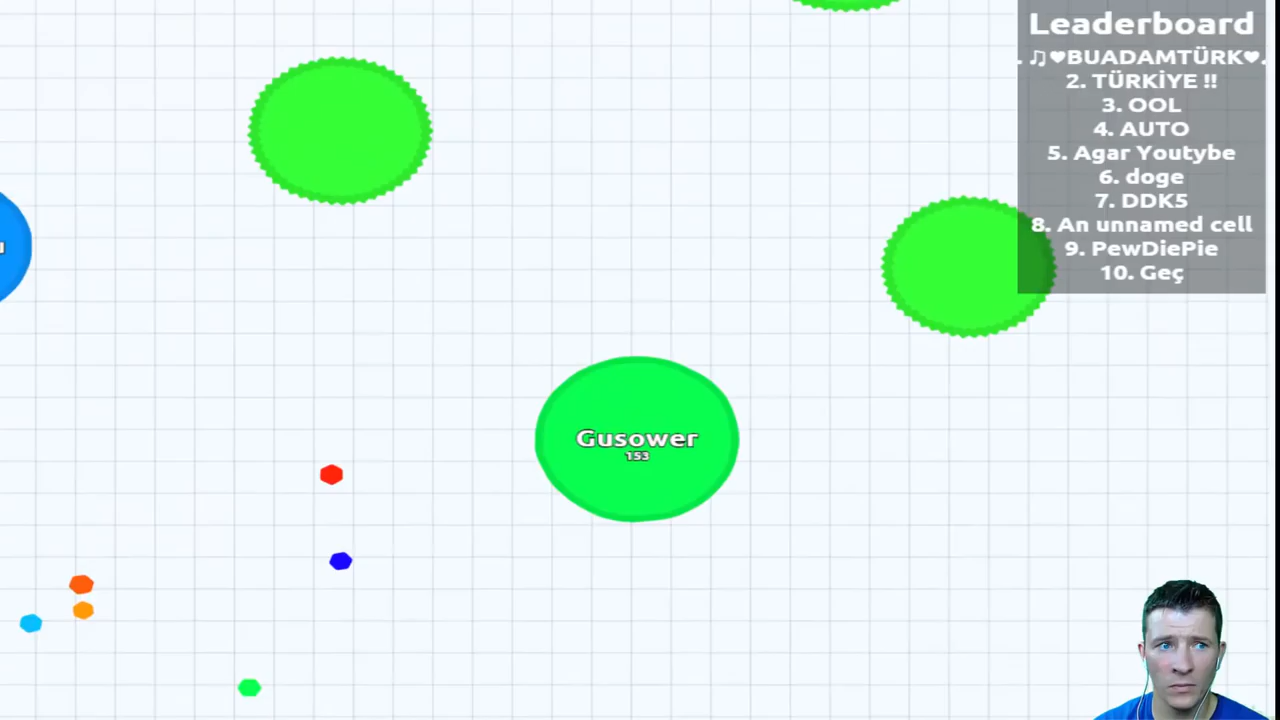 Leaderboard
. ♫❤BUADAMTÜRK❤.
2. TÜRKİYE !!
3. OOL
4. AUTO
5. Agar Youtybe
6. doge
7. DDK5
8. An unnamed cell
9. PewDiePie
10. Geç
Gusower
153